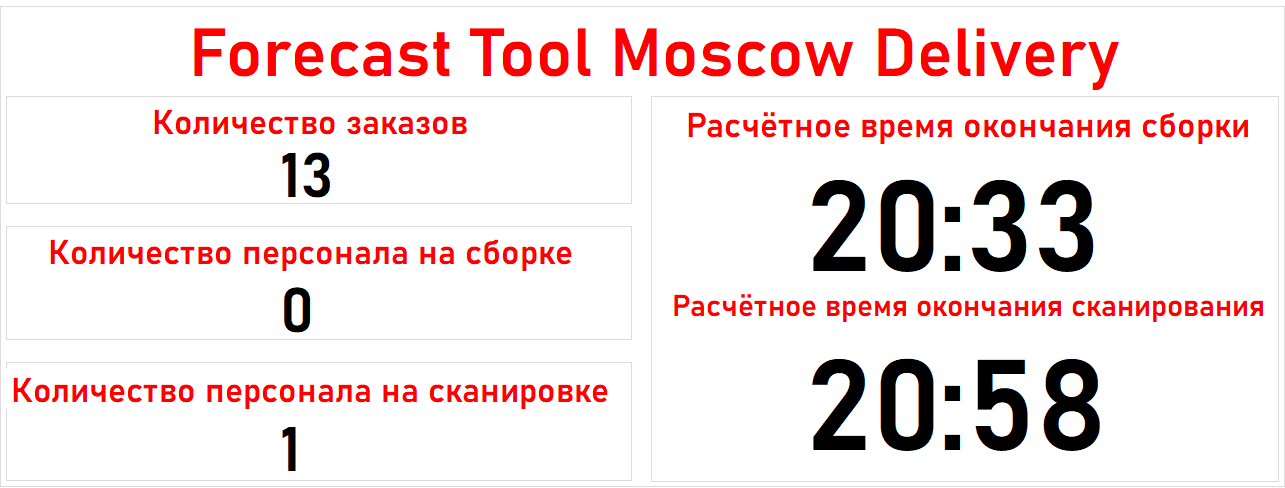 Forecast Tool Moscow Delivery
Количество заказов
13
Количество персонала на сборке
0
Количество персонала на сканировке
1
Расчётное время окончания сборки
20:33
Расчётное время окончания сканирования
20:58